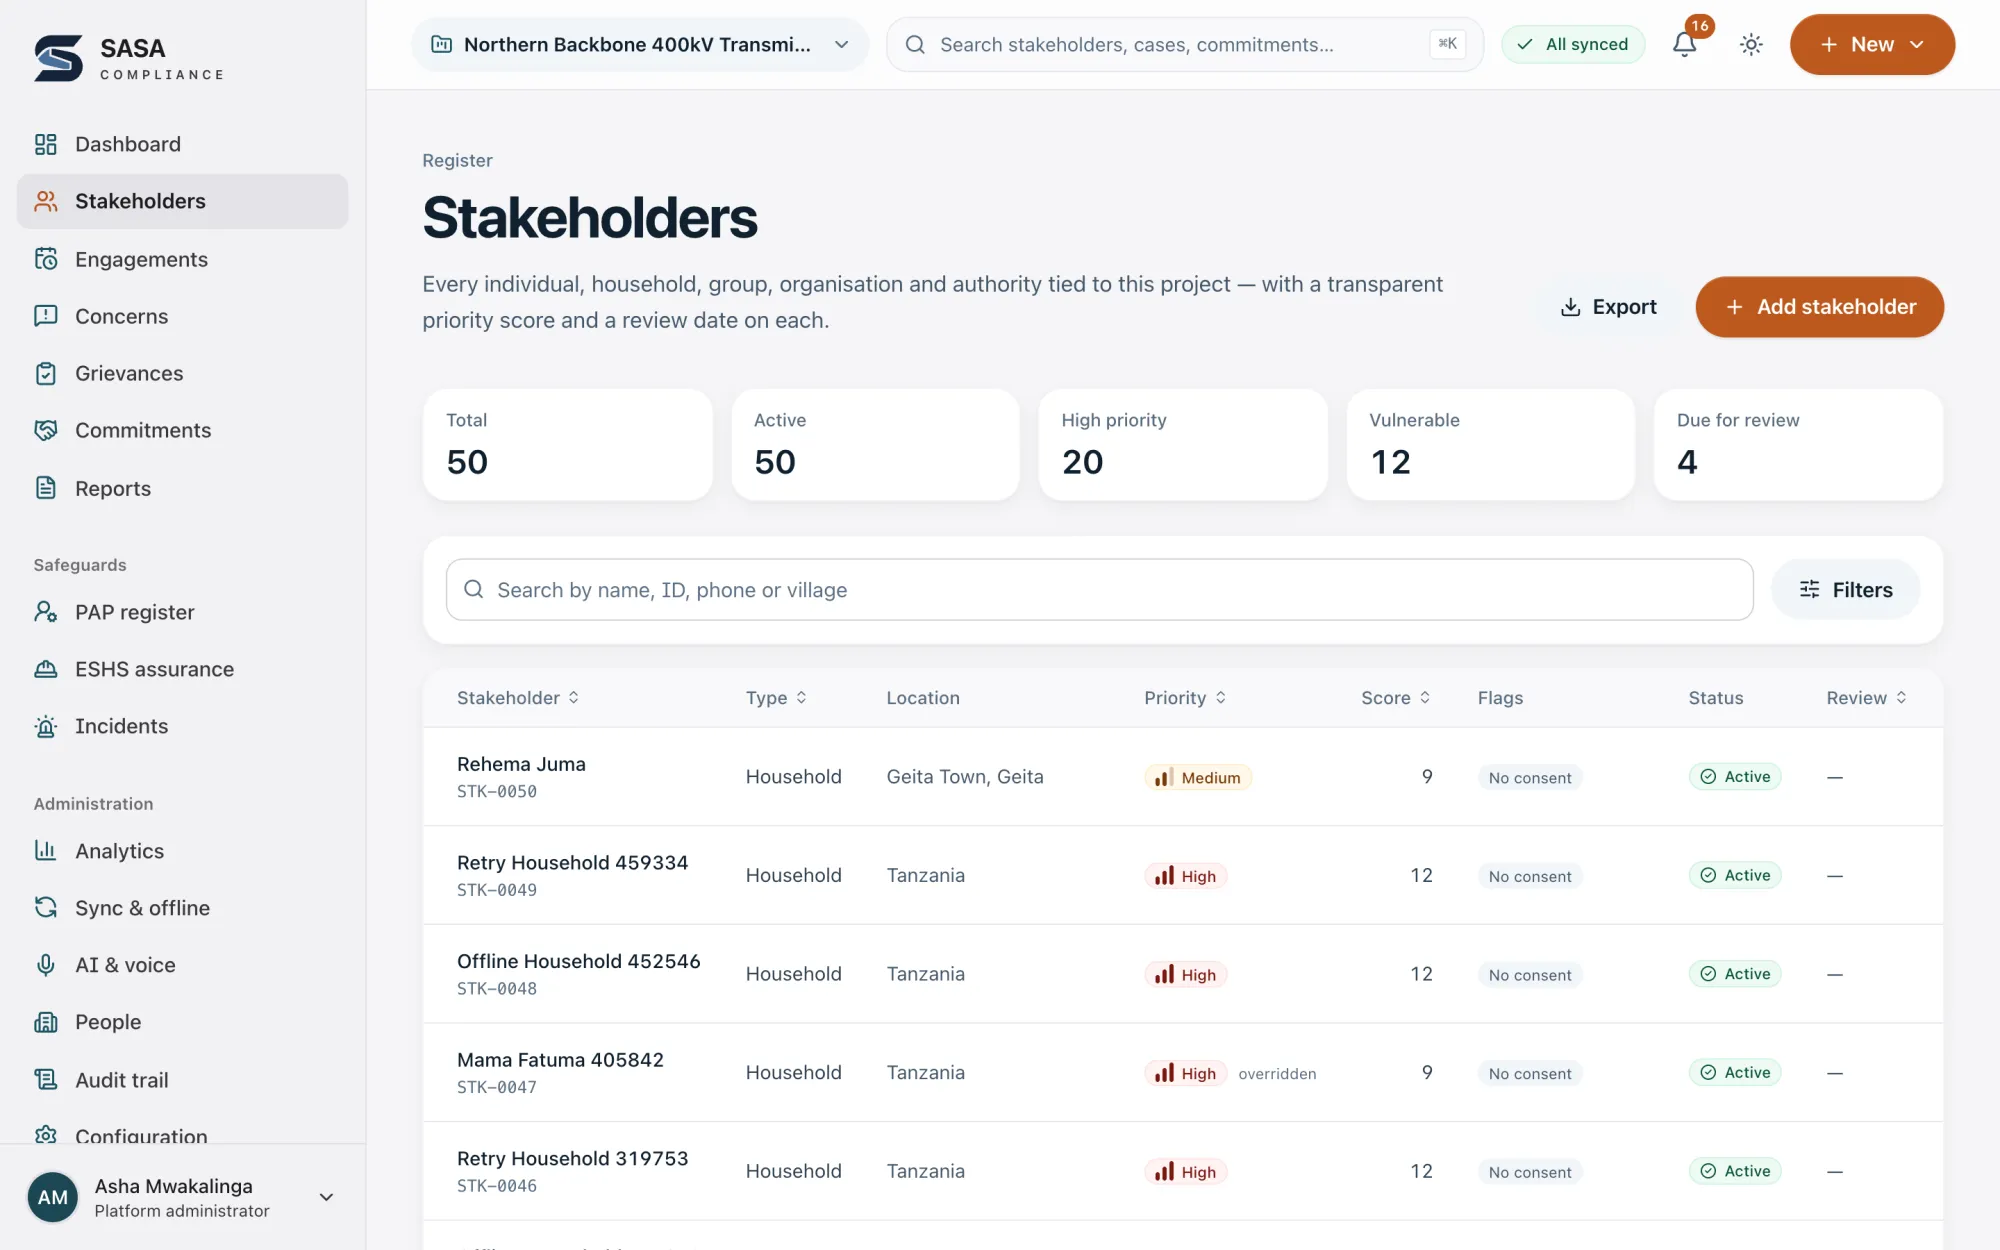 SASA
COMPLIANCE
Northern Backbone 400kV Transmi...
Search stakeholders, cases, commitments...
⌘K
All synced
16
New
Dashboard
Stakeholders
Engagements
Concerns
Grievances
Commitments
Reports
Safeguards
PAP register
ESHS assurance
Incidents
Administration
Analytics
Sync & offline
AI & voice
People
Audit trail
Configuration
AM
Asha Mwakalinga
Platform administrator
Register
Stakeholders
Every individual, household, group, organisation and authority tied to this project — with a transparent
priority score and a review date on each.
Export
Add stakeholder
Total
50
Active
50
High priority
20
Vulnerable
12
Due for review
4
Search by name, ID, phone or village
Filters
Stakeholder Type Location Priority Score Flags Status Review
Rehema Juma
STK-0050
Household Geita Town, Geita Medium 9 No consent Active —
Retry Household 459334
STK-0049
Household Tanzania High 12 No consent Active —
Offline Household 452546
STK-0048
Household Tanzania High 12 No consent Active —
Mama Fatuma 405842
STK-0047
Household Tanzania High overridden 9 No consent Active —
Retry Household 319753
STK-0046
Household Tanzania High 12 No consent Active —